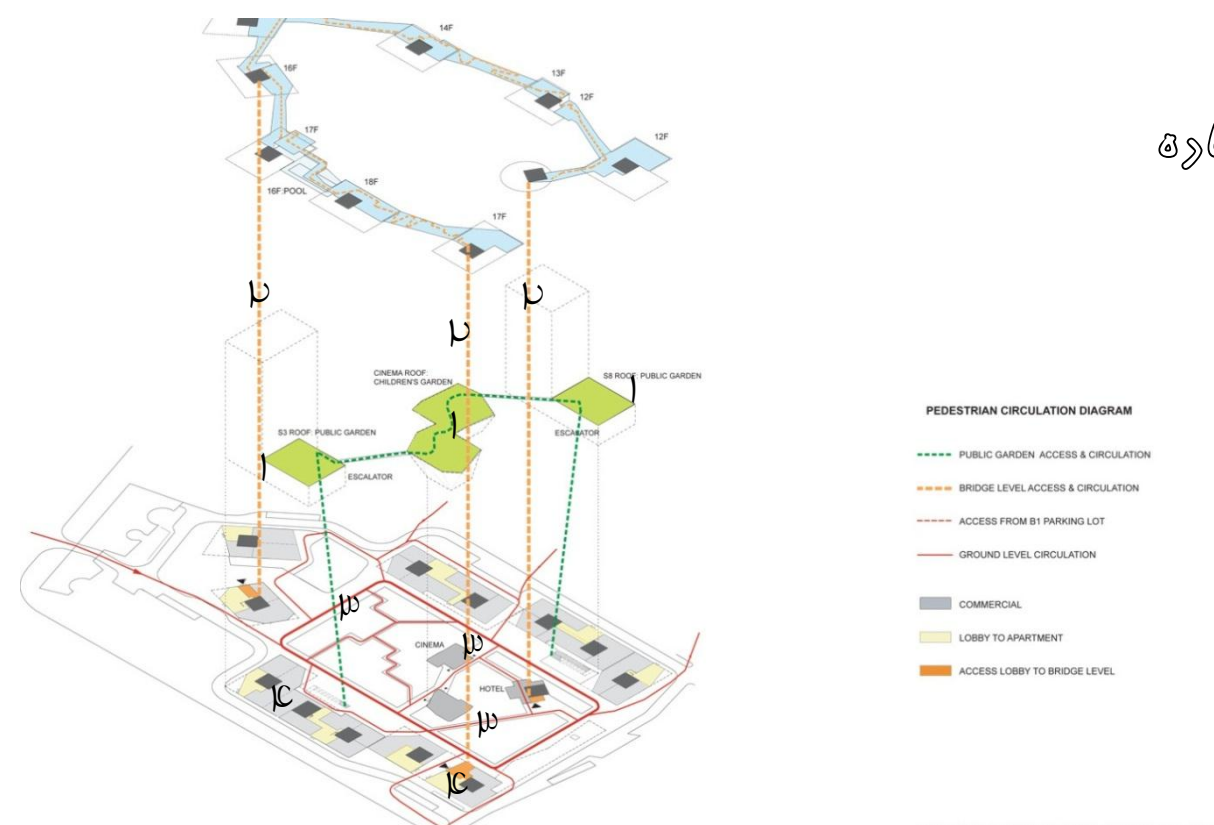 14F
16F
13F
12F
17F
12F
16F:POOL
18F
17F
CINEMA ROOF:
CHILDREN'S GARDEN
S8 ROOF: PUBLIC GARDEN
S3 ROOF: PUBLIC GARDEN
ESCALATOR
ESCALATOR
CINEMA
HOTEL
PEDESTRIAN CIRCULATION DIAGRAM
PUBLIC GARDEN ACCESS & CIRCULATION
BRIDGE LEVEL ACCESS & CIRCULATION
ACCESS FROM B1 PARKING LOT
GROUND LEVEL CIRCULATION
COMMERCIAL
LOBBY TO APARTMENT
ACCESS LOBBY TO BRIDGE LEVEL